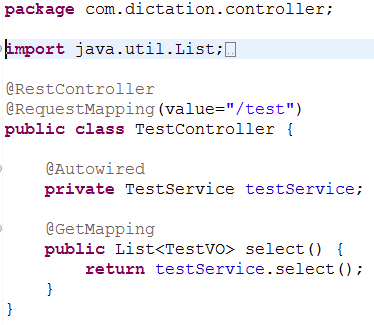 package com.dictation.controller;
import java.util.List;
@RestController
@RequestMapping(value="/test")
public class TestController {
@Autowired
private TestService testService;
@GetMapping
public List<TestVO> select() {
return testService.select();
}
}